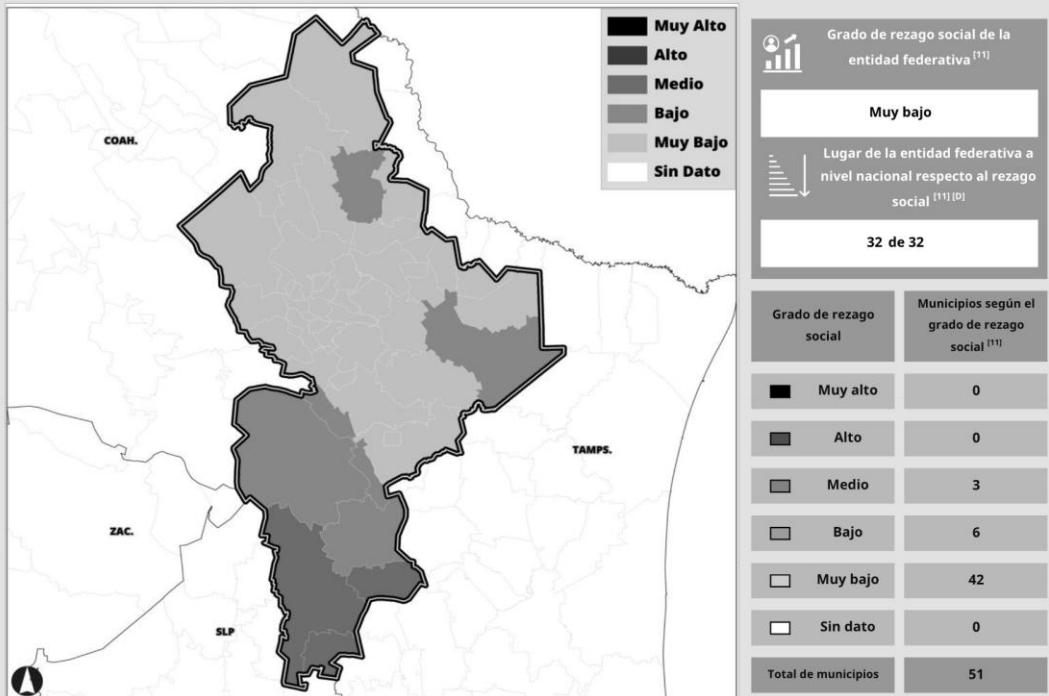 Muy Alto
Alto
Medio
Bajo
Muy Bajo
Sin Dato
COAH.
TAMPS.
ZAC.
SLP
Grado de rezago social de la
entidad federativa [11]
Muy bajo
Lugar de la entidad federativa a
nivel nacional respecto al rezago
social [11] [D]
32 de 32
Grado de rezago
social
Municipios según el
grado de rezago
social [11]
Muy alto 0
Alto 0
Medio 3
Bajo 6
Muy bajo 42
Sin dato 0
Total de municipios 51